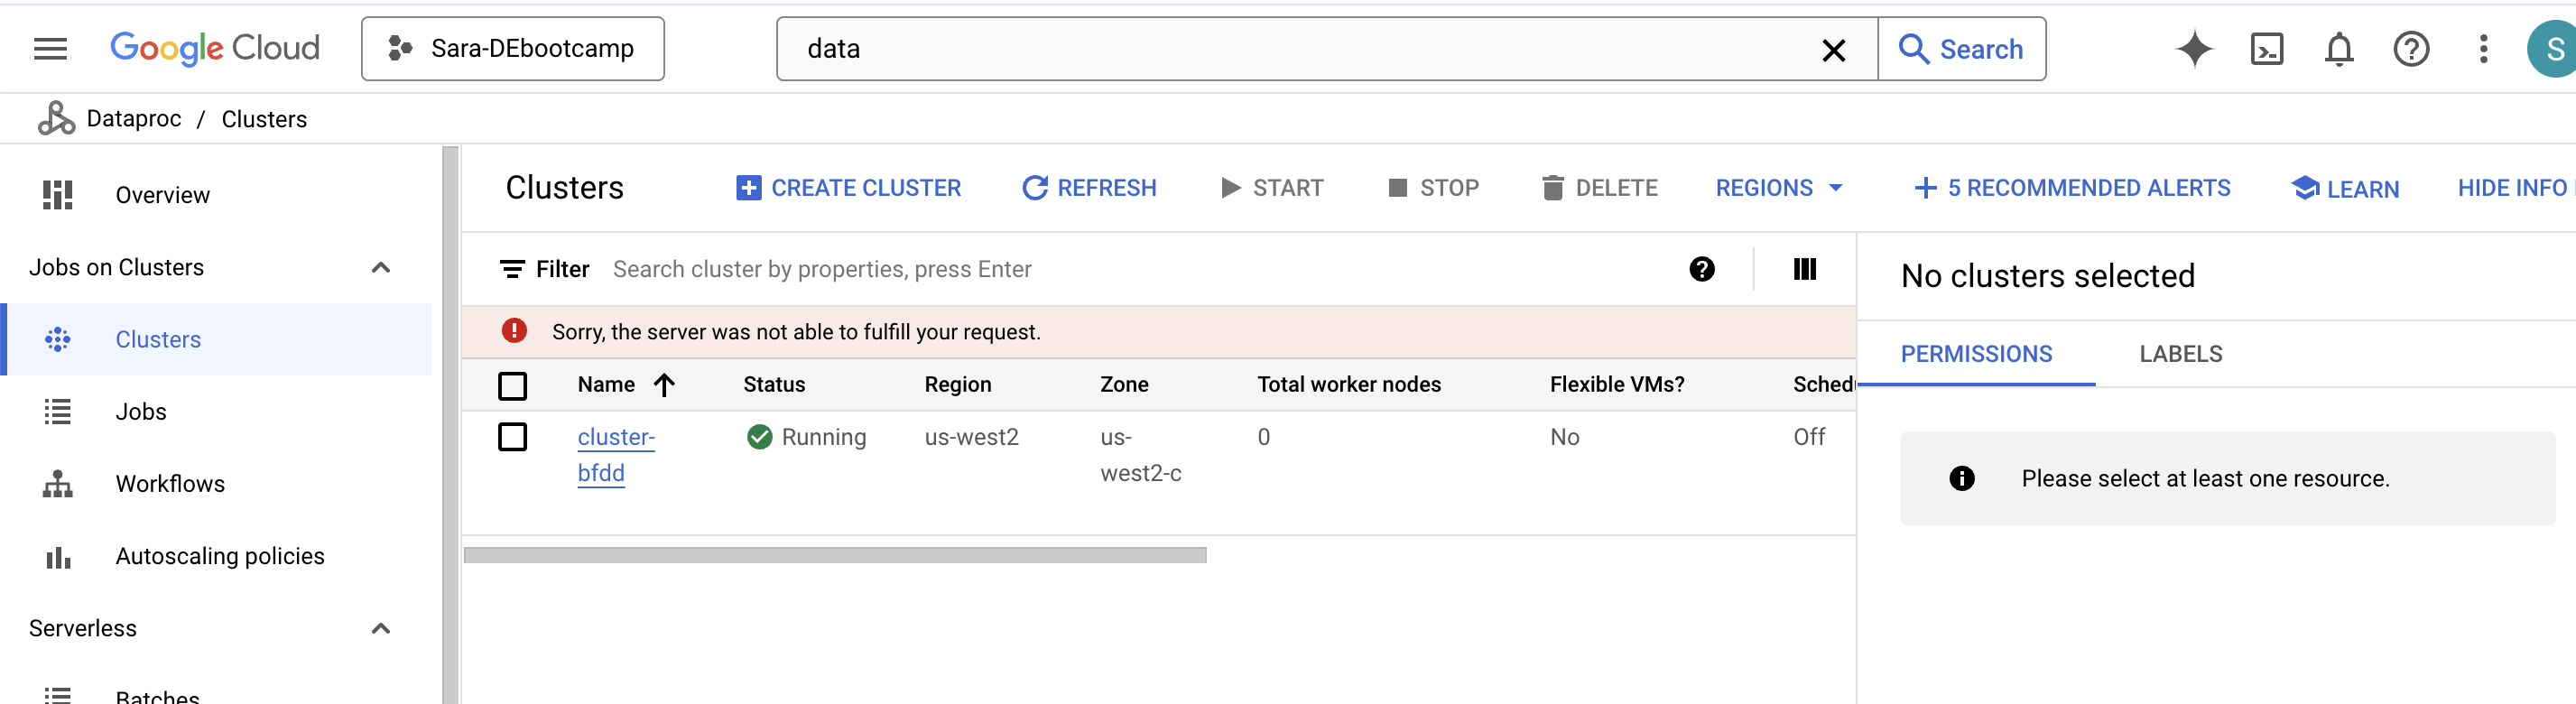 Google Cloud
Sara-DEbootcamp
data
Search
S
Dataproc / Clusters
Overview
Jobs on Clusters
Clusters
Jobs
Workflows
Autoscaling policies
Serverless
Batches
Clusters
CREATE CLUSTER
REFRESH
START
STOP
DELETE
REGIONS
5 RECOMMENDED ALERTS
LEARN
HIDE INFO
Filter Search cluster by properties, press Enter
Sorry, the server was not able to fulfill your request.
Name Status Region Zone Total worker nodes Flexible VMs? Sched
cluster- Running us-west2 us- 0 No Off
bfdd west2-c
No clusters selected
PERMISSIONS LABELS
Please select at least one resource.